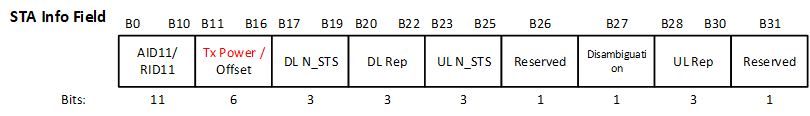 STA Info Field
B0 B10 B11 B16 B17 B19 B20 B22 B23 B25 B26 B27 B28 B30 B31
AID11/ Tx Power / DL N_STS DL Rep UL N_STS Reserved Disambiguati UL Rep Reserved
RID11 Offset on
Bits: 11 6 3 3 3 1 1 3 1